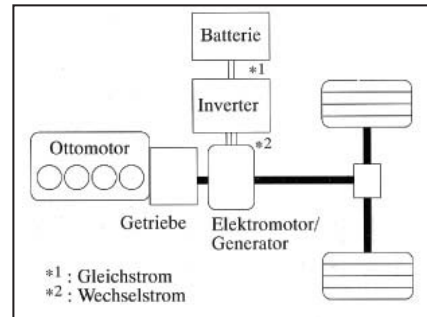 Batterie
*1
Inverter
*2
Ottomotor
Getriebe
Elektromotor/
Generator
*1 : Gleichstrom
*2 : Wechselstrom